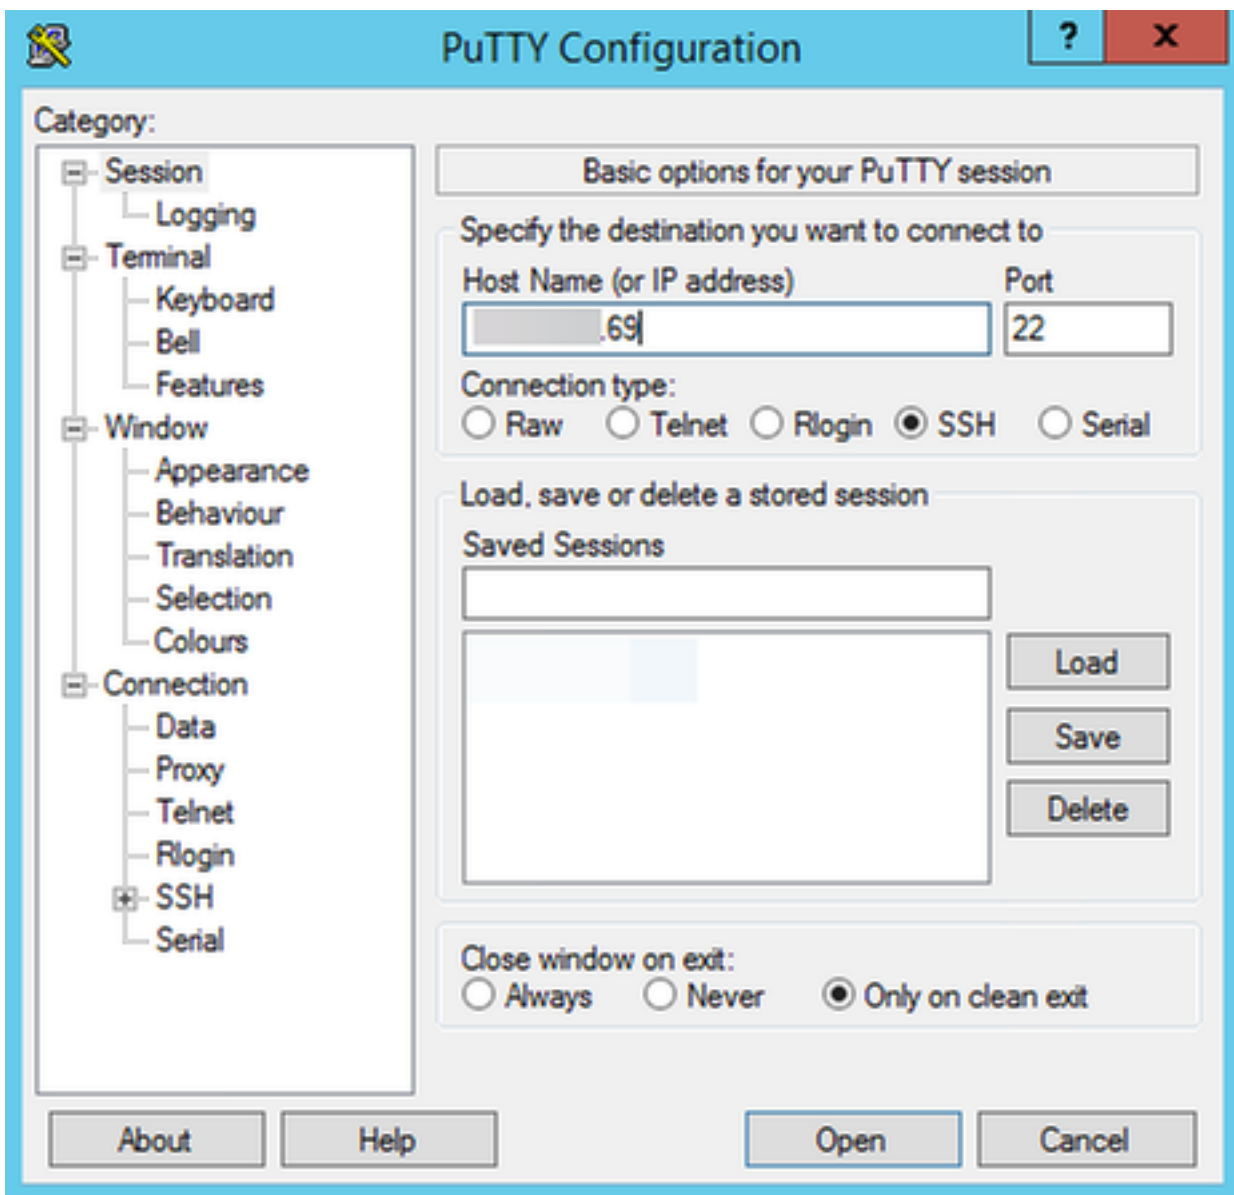 PuTTY Configuration
?
x
Category:
Session
Logging
Terminal
Keyboard
Bell
Features
Window
Appearance
Behaviour
Translation
Selection
Colours
Connection
Data
Proxy
Telnet
Rlogin
SSH
Serial
Basic options for your PuTTY session
Specify the destination you want to connect to
Host Name (or IP address) Port
.69 22
Connection type:
Raw Telnet Rlogin SSH Serial
Load, save or delete a stored session
Saved Sessions
Load
Save
Delete
Close window on exit:
Always Never Only on clean exit
About Help Open Cancel